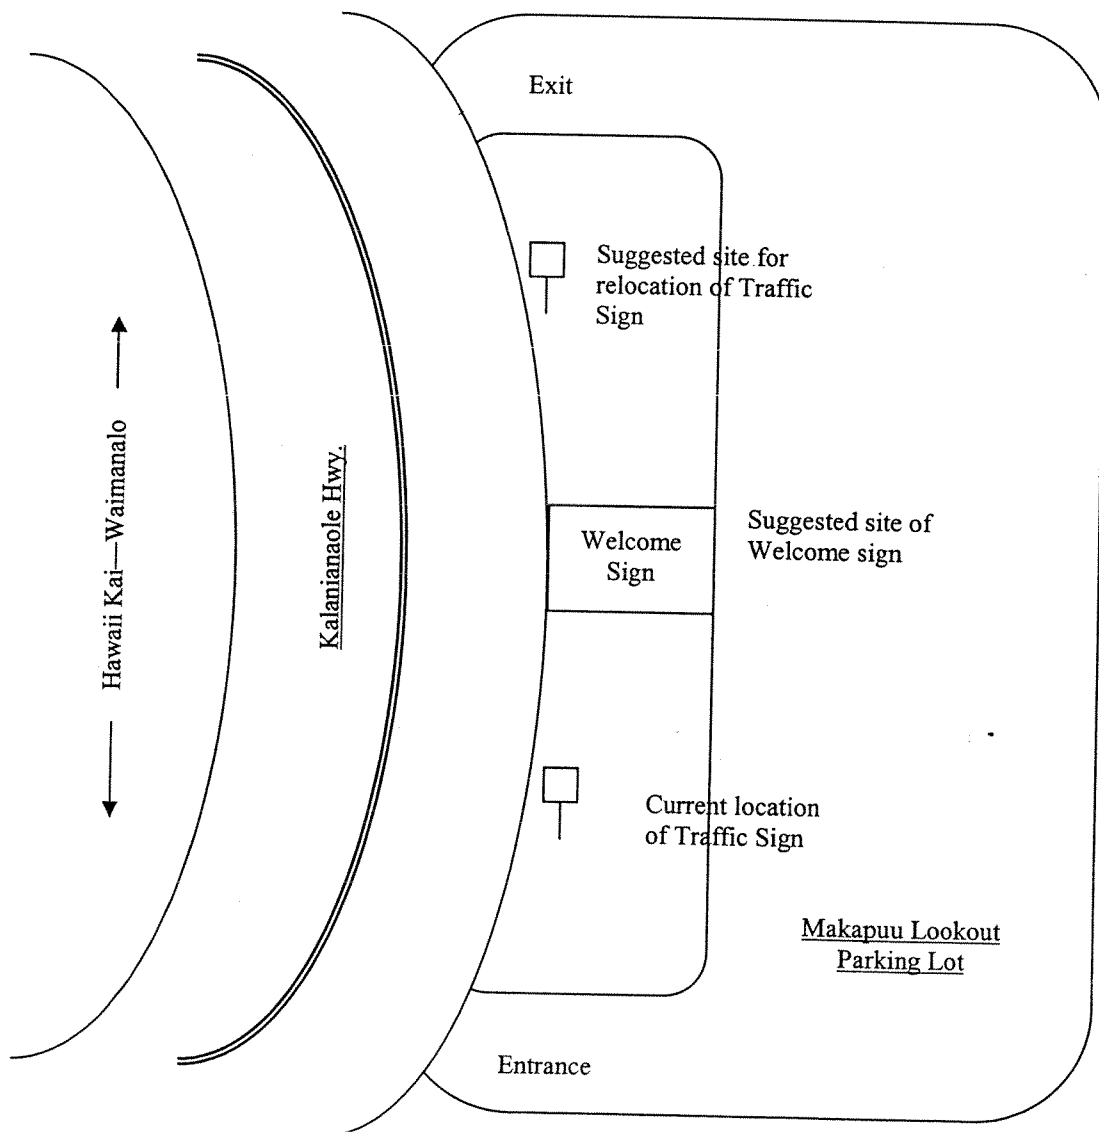 Exit
Suggested site for
relocation of Traffic
Sign
Hawaii Kai—Waimanalo
Kalanianaole Hwy.
Welcome
Sign
Suggested site of
Welcome sign
Current location
of Traffic Sign
Makapuu Lookout
Parking Lot
Entrance